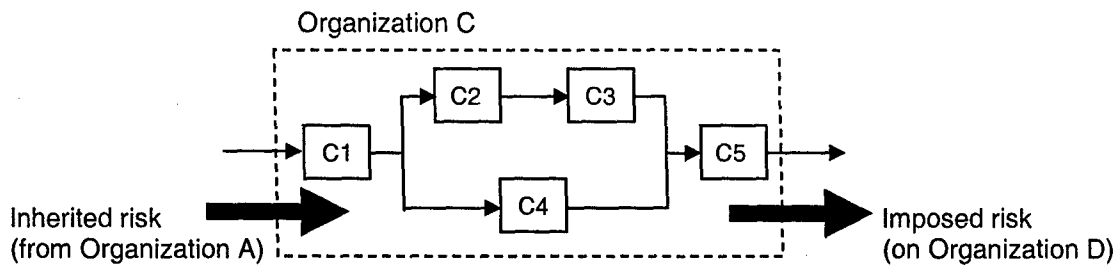 Organization C
C2
C3
C1
C5
C4
Inherited risk
(from Organization A)
Imposed risk
(on Organization D)